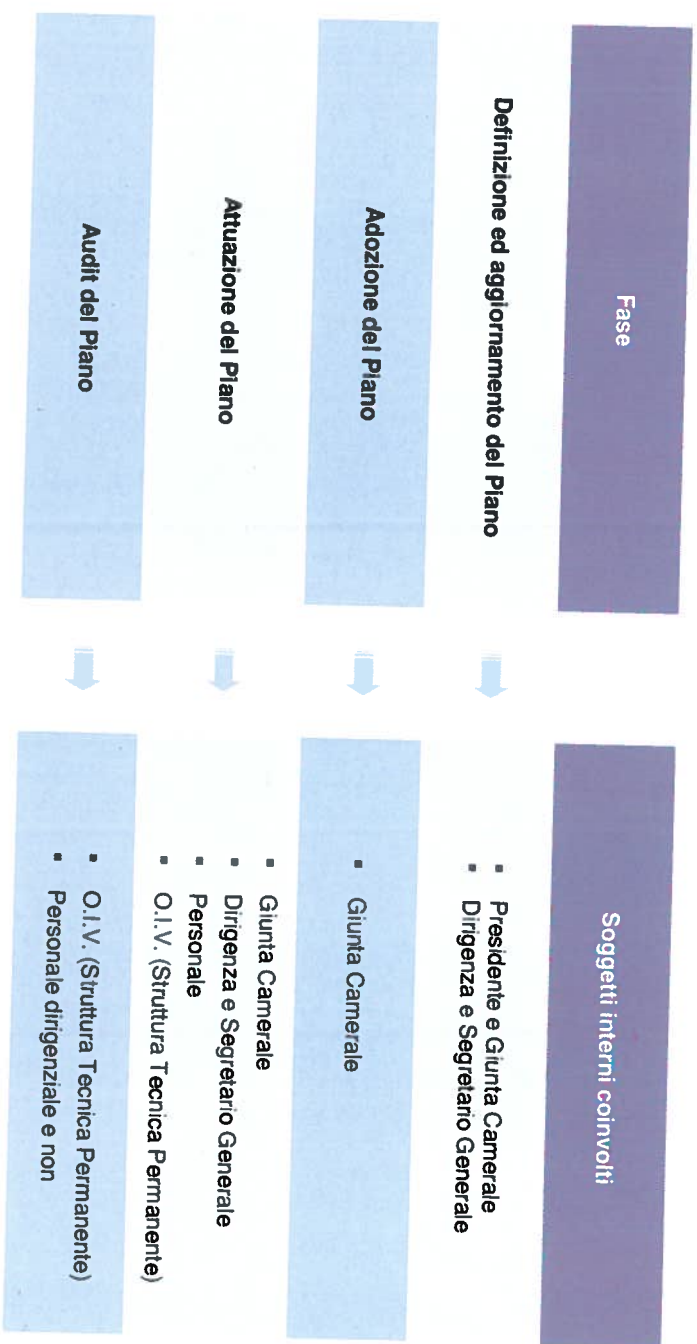 Fase
Soggetti interni coinvolti
Definizione ed aggiornamento del Piano
▪ Presidente e Giunta Camerale
▪ Dirigenza e Segretario Generale
Adozione del Piano
▪ Giunta Camerale
Attuazione del Piano
▪ Giunta Camerale
▪ Dirigenza e Segretario Generale
▪ Personale
▪ O.I.V. (Struttura Tecnica Permanente)
Audit del Piano
▪ O.I.V. (Struttura Tecnica Permanente)
▪ Personale dirigenziale e non